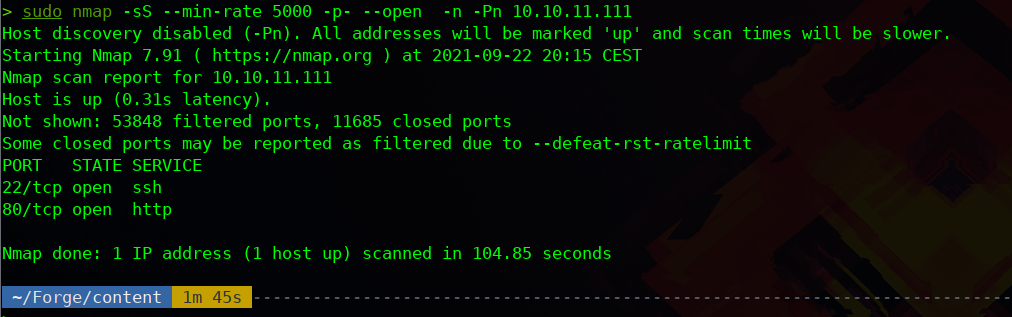 > sudo nmap -sS --min-rate 5000 -p- --open  -n -Pn 10.10.11.111
Host discovery disabled (-Pn). All addresses will be marked 'up' and scan times will be slower.
Starting Nmap 7.91 ( https://nmap.org ) at 2021-09-22 20:15 CEST
Nmap scan report for 10.10.11.111
Host is up (0.31s latency).
Not shown: 53848 filtered ports, 11685 closed ports
Some closed ports may be reported as filtered due to --defeat-rst-ratelimit
PORT   STATE SERVICE
22/tcp open  ssh
80/tcp open  http
Nmap done: 1 IP address (1 host up) scanned in 104.85 seconds
~/Forge/content  1m 45s